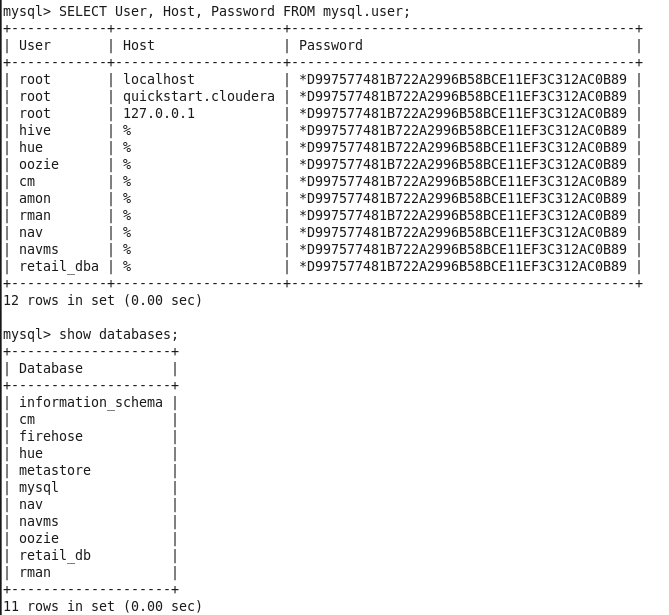 mysql> SELECT User, Host, Password FROM mysql.user;
+------------+---------------------+-------------------------------------------+
| User       | Host                | Password                                  |
+------------+---------------------+-------------------------------------------+
| root       | localhost           | *D997577481B722A2996B58BCE11EF3C312AC0B89 |
| root       | quickstart.cloudera | *D997577481B722A2996B58BCE11EF3C312AC0B89 |
| root       | 127.0.0.1           | *D997577481B722A2996B58BCE11EF3C312AC0B89 |
| hive       | %                   | *D997577481B722A2996B58BCE11EF3C312AC0B89 |
| hue        | %                   | *D997577481B722A2996B58BCE11EF3C312AC0B89 |
| oozie      | %                   | *D997577481B722A2996B58BCE11EF3C312AC0B89 |
| cm         | %                   | *D997577481B722A2996B58BCE11EF3C312AC0B89 |
| amon       | %                   | *D997577481B722A2996B58BCE11EF3C312AC0B89 |
| rman       | %                   | *D997577481B722A2996B58BCE11EF3C312AC0B89 |
| nav        | %                   | *D997577481B722A2996B58BCE11EF3C312AC0B89 |
| navms      | %                   | *D997577481B722A2996B58BCE11EF3C312AC0B89 |
| retail_dba | %                   | *D997577481B722A2996B58BCE11EF3C312AC0B89 |
+------------+---------------------+-------------------------------------------+
12 rows in set (0.00 sec)

mysql> show databases;
+--------------------+
| Database           |
+--------------------+
| information_schema |
| cm                 |
| firehose           |
| hue                |
| metastore          |
| mysql              |
| nav                |
| navms              |
| oozie              |
| retail_db          |
| rman               |
+--------------------+
11 rows in set (0.00 sec)